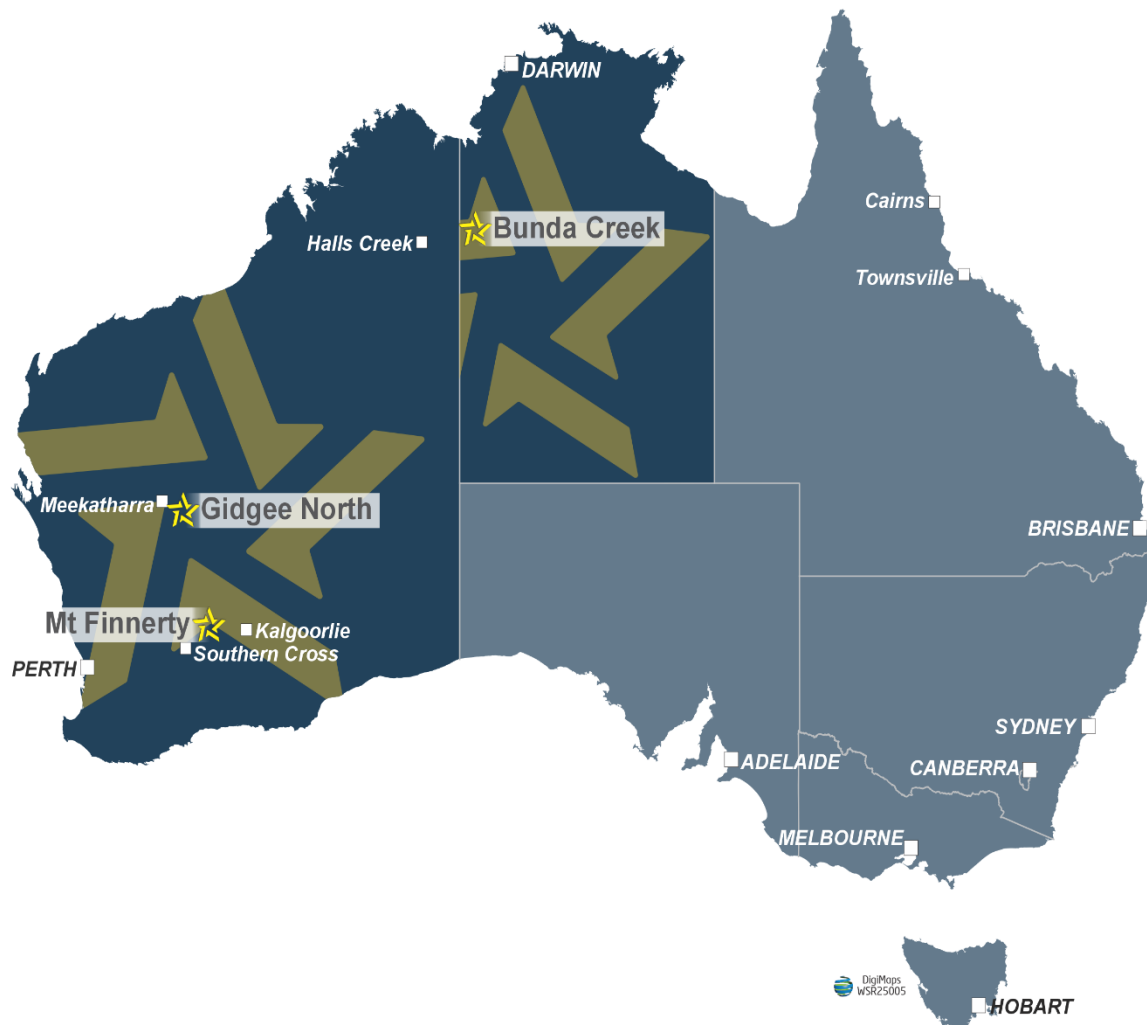 DARWIN
Cairns
Bunda Creek
Halls Creek
Townsville
Meekatharra
Gidgee North
BRISBANE
Mt Finnerty
Kalgoorlie
Southern Cross
PERTH
SYDNEY
ADELAIDE
CANBERRA
MELBOURNE
DigiMaps
WSR25005
HOBART